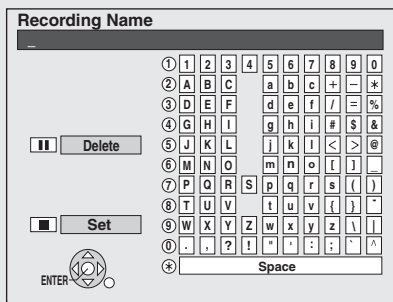 Recording Name
_
① 1 2 3 4 5 6 7 8 9 0
② A B C a b c + − *
③ D E F d e f / = %
④ G H I g h i # $ &
Delete ⑤ J K L j k l < > @
⑥ M N O m n o [ ] _
⑦ P Q R S p q r s ( )
⑧ T U V t u v { } ~
Set ⑨ W X Y Z w x y z \ |
⓪ . , ? ! " ' : ; ` ^
ENTER
✱ Space